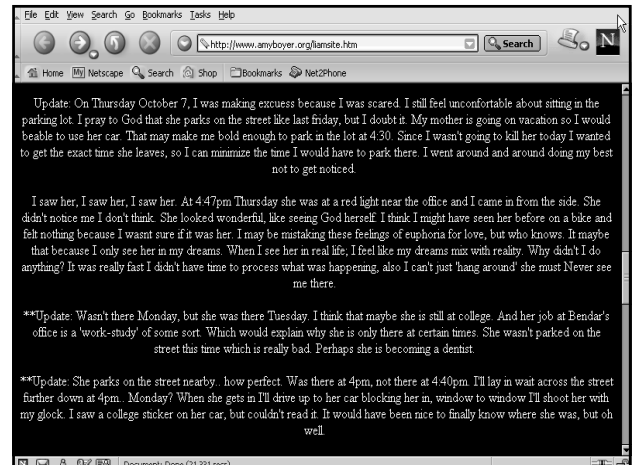 File Edit View Search Go Bookmarks Tasks Help
http://www.amyboyer.org/liamsite.htm Search N
Home My Netscape Search Shop Bookmarks Net2Phone
Update: On Thursday October 7, I was making excuess because I was scared. I still feel unconfortable about sitting in the
parking lot. I pray to God that she parks on the street like last friday, but I doubt it. My mother is going on vacation so I would
beable to use her car. That may make me bold enough to park in the lot at 4:30. Since I wasn't going to kill her today I wanted
to get the exact time she leaves, so I can minimize the time I would have to park there. I went around and around doing my best
not to get noticed.
I saw her, I saw her, I saw her. At 4:47pm Thursday she was at a red light near the office and I came in from the side. She
didn't notice me I don't think. She looked wonderful, like seeing God herself. I think I might have seen her before on a bike and
felt nothing because I wasnt sure if it was her. I may be mistaking these feelings of euphoria for love, but who knows. It maybe
that because I only see her in my dreams. When I see her in real life; I feel like my dreams mix with reality. Why didn't I do
anything? It was really fast I didn't have time to process what was happening, also I can't just 'hang around' she must Never see
me there.
**Update: Wasn't there Monday, but she was there Tuesday. I think that maybe she is still at college. And her job at Bendar's
office is a 'work-study' of some sort. Which would explain why she is only there at certain times. She wasn't parked on the
street this time which is really bad. Perhaps she is becoming a dentist.
**Update: She parks on the street nearby.. how perfect. Was there at 4pm, not there at 4:40pm. I'll lay in wait across the street
further down at 4pm.. Monday? When she gets in I'll drive up to her car blocking her in, window to window I'll shoot her with
my glock. I saw a college sticker on her car, but couldn't read it. It would have been nice to finally know where she was, but oh
well.
Document: Done (21.331 secs)